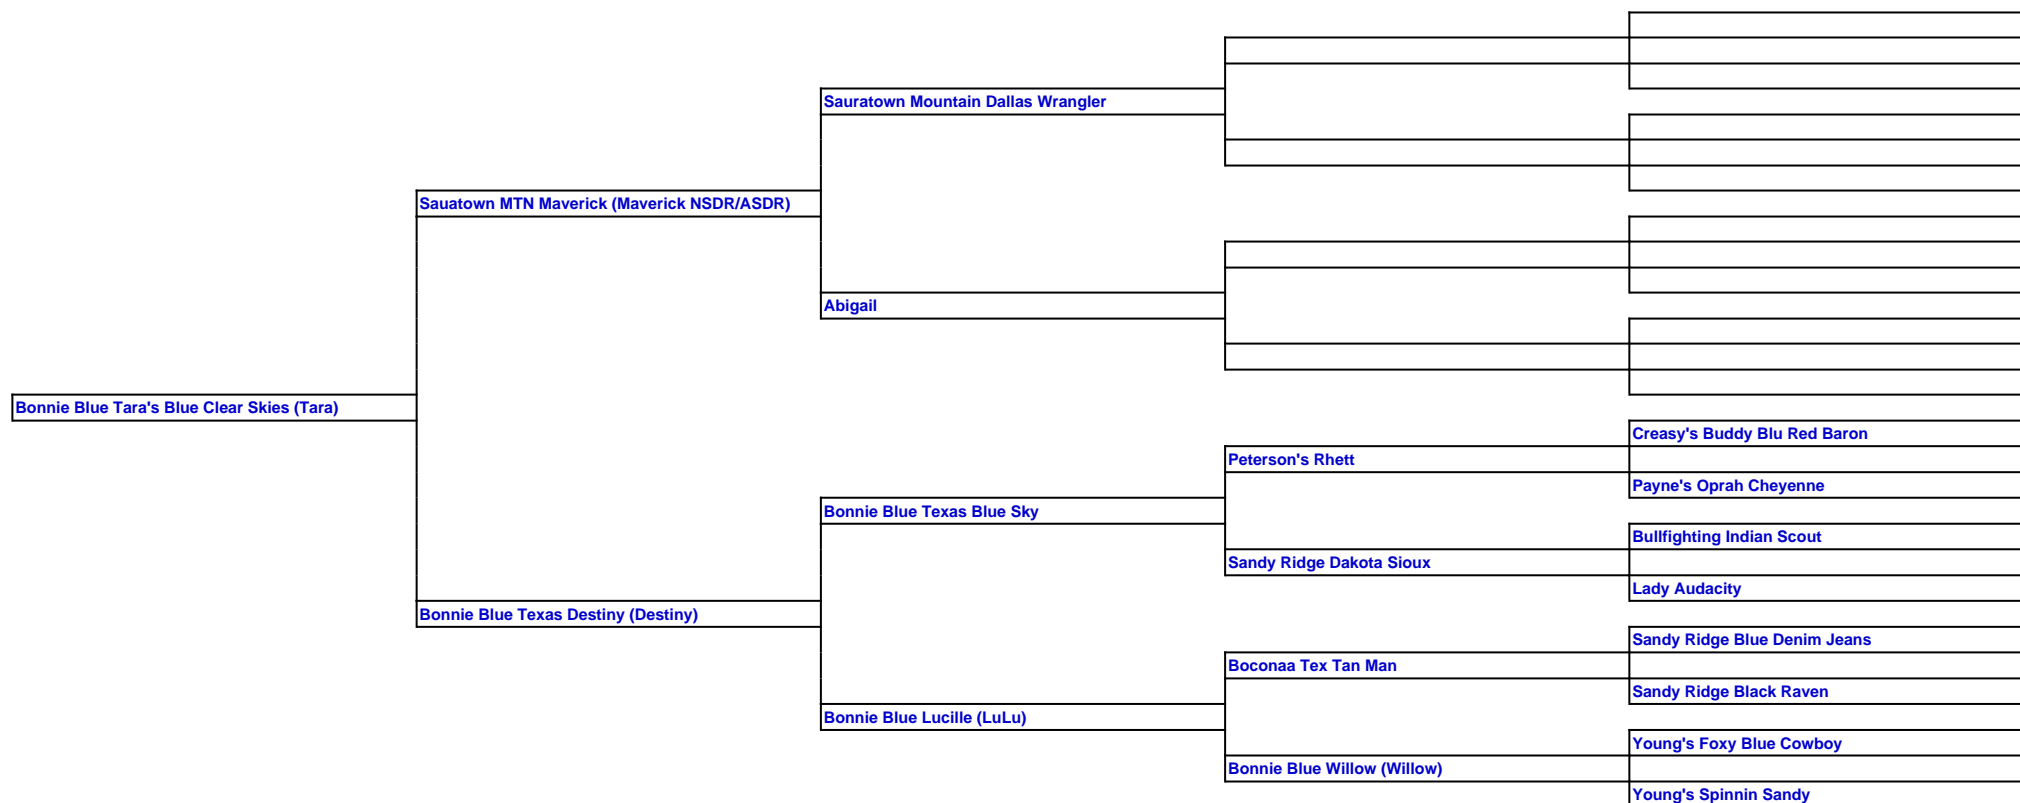 Sauratown Mountain Dallas Wrangler
Sauatown MTN Maverick (Maverick NSDR/ASDR)
Abigail
Bonnie Blue Tara's Blue Clear Skies (Tara)
Creasy's Buddy Blu Red Baron
Peterson's Rhett
Payne's Oprah Cheyenne
Bonnie Blue Texas Blue Sky
Bullfighting Indian Scout
Sandy Ridge Dakota Sioux
Lady Audacity
Bonnie Blue Texas Destiny (Destiny)
Sandy Ridge Blue Denim Jeans
Boconaa Tex Tan Man
Sandy Ridge Black Raven
Bonnie Blue Lucille (LuLu)
Young's Foxy Blue Cowboy
Bonnie Blue Willow (Willow)
Young's Spinnin Sandy